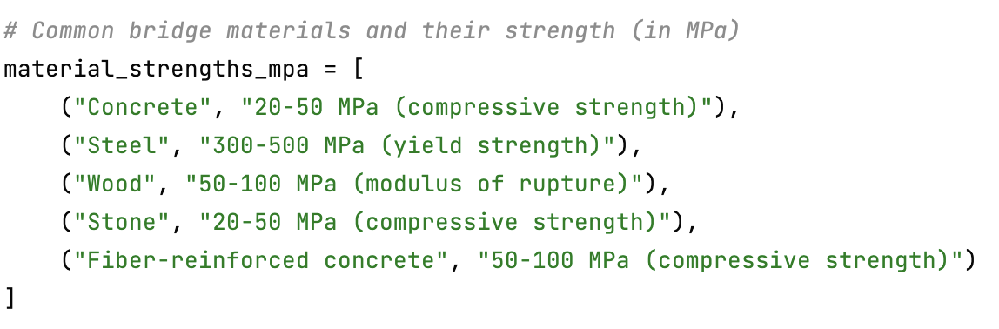 # Common bridge materials and their strength (in MPa)
material_strengths_mpa = [
    ("Concrete", "20-50 MPa (compressive strength)"),
    ("Steel", "300-500 MPa (yield strength)"),
    ("Wood", "50-100 MPa (modulus of rupture)"),
    ("Stone", "20-50 MPa (compressive strength)"),
    ("Fiber-reinforced concrete", "50-100 MPa (compressive strength)")
]